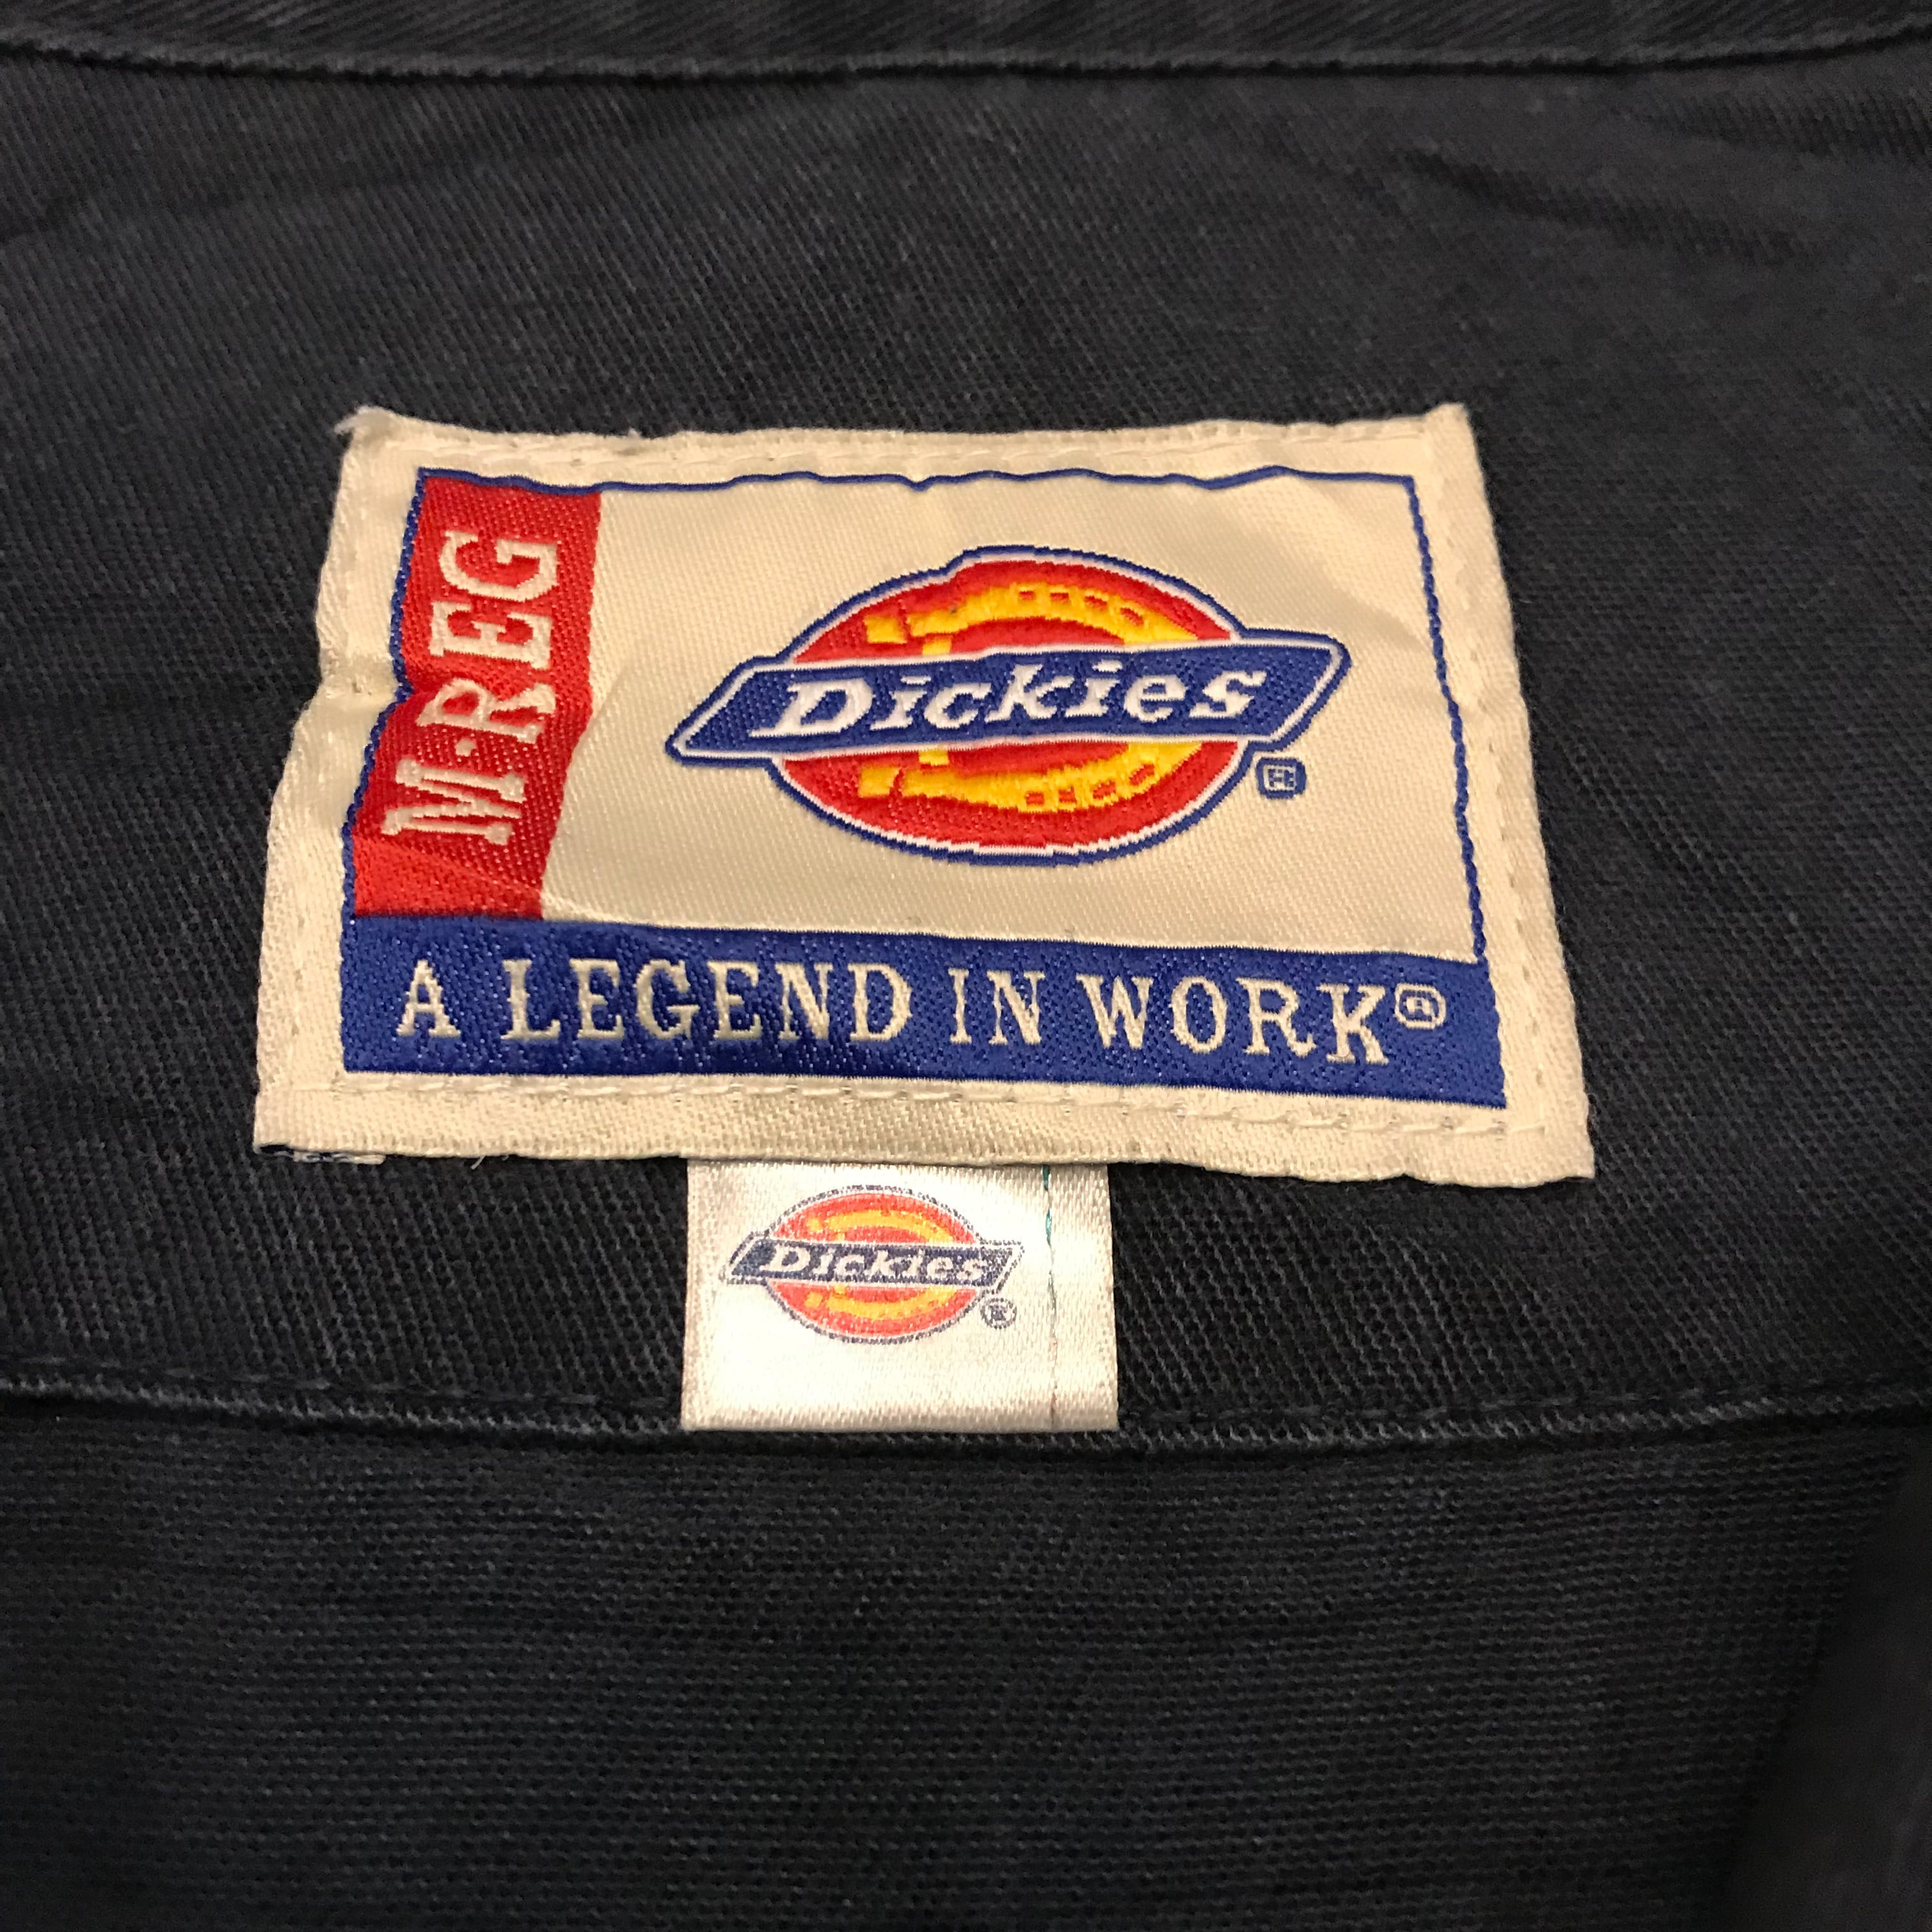 M·REG
Dickies®
A LEGEND IN WORK®
Dickies®